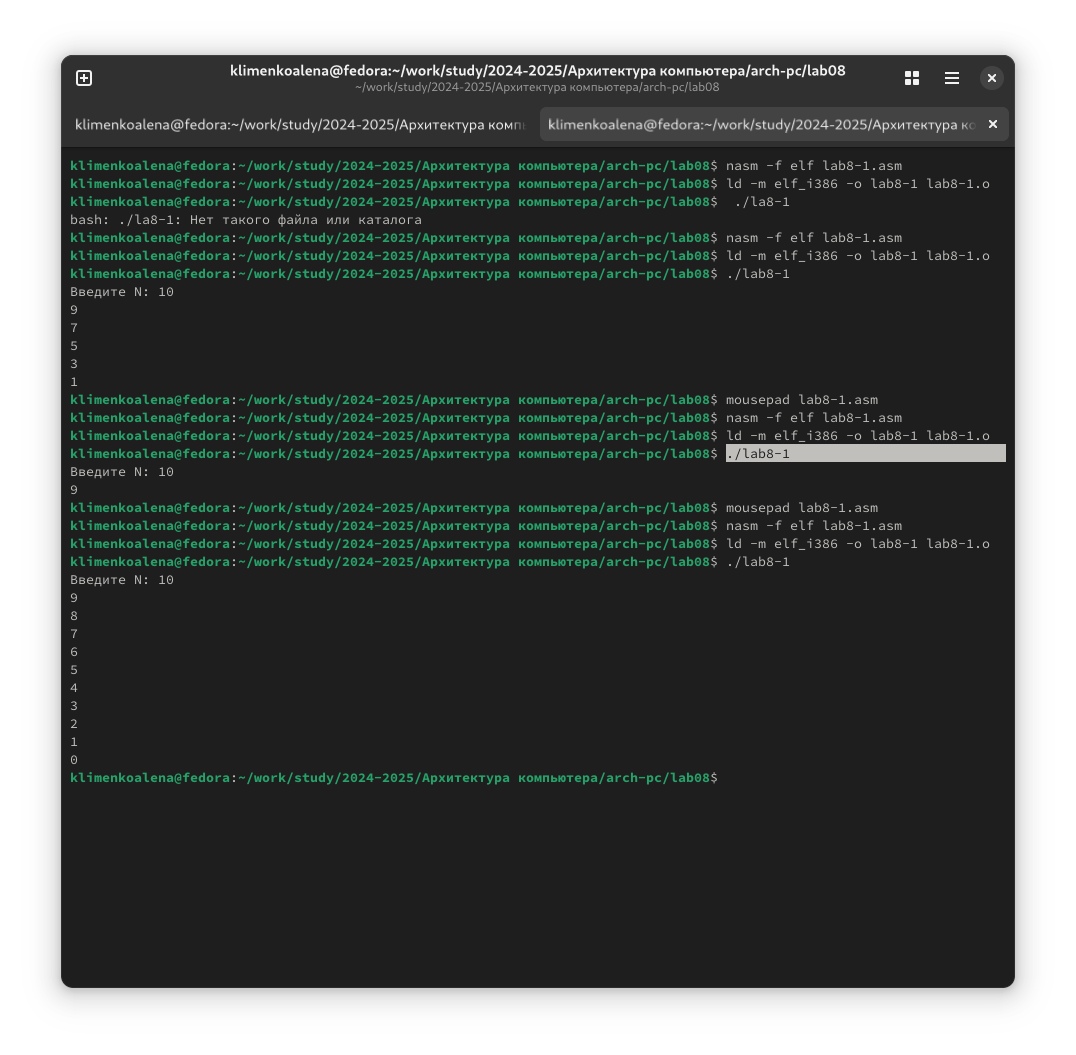 klimenkoalena@fedora:~/work/study/2024-2025/Архитектура компьютера/arch-pc/lab08
~/work/study/2024-2025/Архитектура компьютера/arch-pc/lab08
klimenkoalena@fedora:~/work/study/2024-2025/Архитектура комп
klimenkoalena@fedora:~/work/study/2024-2025/Архитектура ко
klimenkoalena@fedora:~/work/study/2024-2025/Архитектура компьютера/arch-pc/lab08$ nasm -f elf lab8-1.asm
klimenkoalena@fedora:~/work/study/2024-2025/Архитектура компьютера/arch-pc/lab08$ ld -m elf_i386 -o lab8-1 lab8-1.o
klimenkoalena@fedora:~/work/study/2024-2025/Архитектура компьютера/arch-pc/lab08$  ./la8-1
bash: ./la8-1: Нет такого файла или каталога
klimenkoalena@fedora:~/work/study/2024-2025/Архитектура компьютера/arch-pc/lab08$ nasm -f elf lab8-1.asm
klimenkoalena@fedora:~/work/study/2024-2025/Архитектура компьютера/arch-pc/lab08$ ld -m elf_i386 -o lab8-1 lab8-1.o
klimenkoalena@fedora:~/work/study/2024-2025/Архитектура компьютера/arch-pc/lab08$ ./lab8-1
Введите N: 10
9
7
5
3
1
klimenkoalena@fedora:~/work/study/2024-2025/Архитектура компьютера/arch-pc/lab08$ mousepad lab8-1.asm
klimenkoalena@fedora:~/work/study/2024-2025/Архитектура компьютера/arch-pc/lab08$ nasm -f elf lab8-1.asm
klimenkoalena@fedora:~/work/study/2024-2025/Архитектура компьютера/arch-pc/lab08$ ld -m elf_i386 -o lab8-1 lab8-1.o
klimenkoalena@fedora:~/work/study/2024-2025/Архитектура компьютера/arch-pc/lab08$ ./lab8-1
Введите N: 10
9
klimenkoalena@fedora:~/work/study/2024-2025/Архитектура компьютера/arch-pc/lab08$ mousepad lab8-1.asm
klimenkoalena@fedora:~/work/study/2024-2025/Архитектура компьютера/arch-pc/lab08$ nasm -f elf lab8-1.asm
klimenkoalena@fedora:~/work/study/2024-2025/Архитектура компьютера/arch-pc/lab08$ ld -m elf_i386 -o lab8-1 lab8-1.o
klimenkoalena@fedora:~/work/study/2024-2025/Архитектура компьютера/arch-pc/lab08$ ./lab8-1
Введите N: 10
9
8
7
6
5
4
3
2
1
0
klimenkoalena@fedora:~/work/study/2024-2025/Архитектура компьютера/arch-pc/lab08$